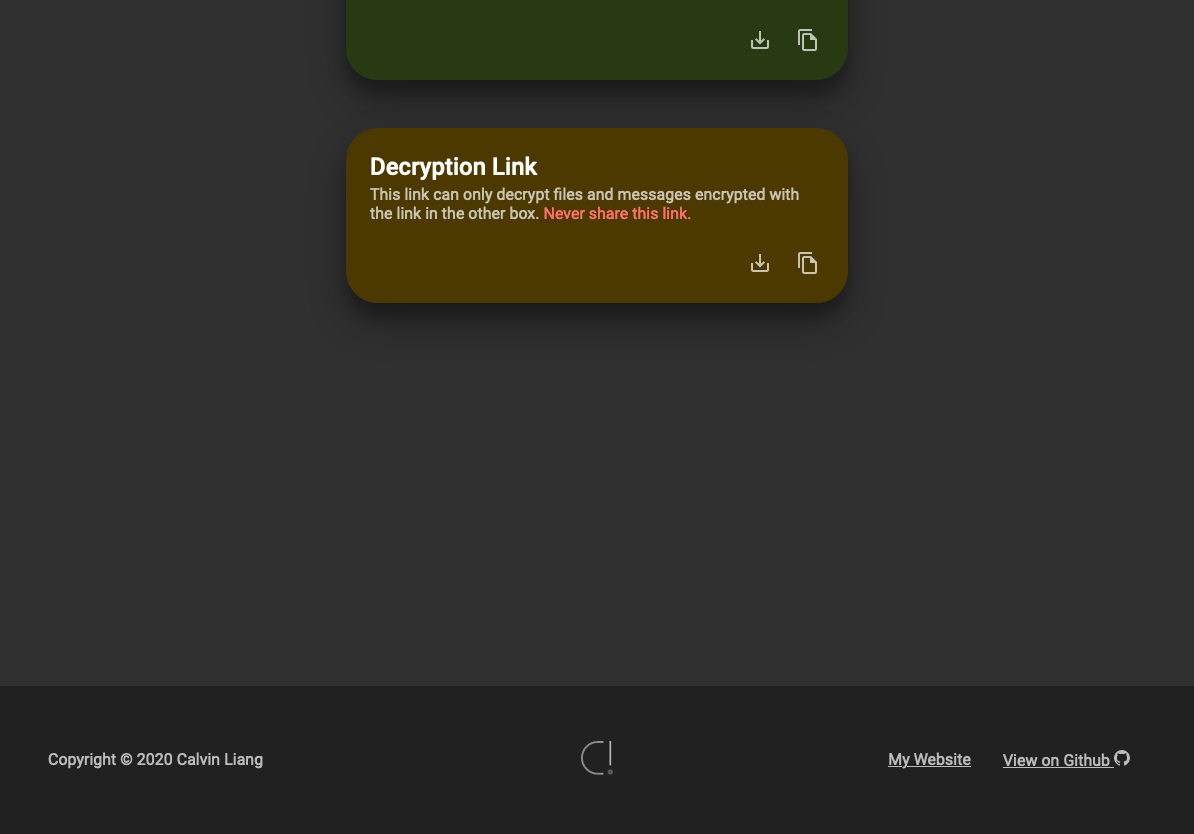 Decryption Link
This link can only decrypt files and messages encrypted with
the link in the other box. Never share this link.
Copyright © 2020 Calvin Liang
My Website
View on Github